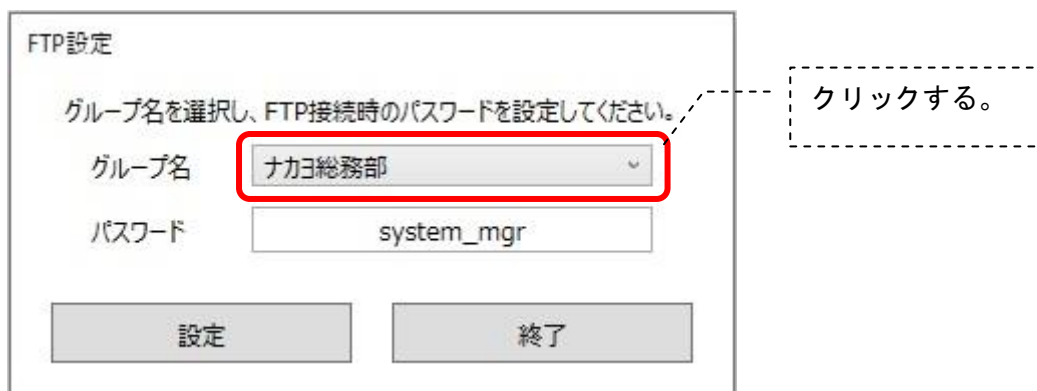 FTP設定
クリックする。
グループ名を選択し、FTP接続時のパスワードを設定してください。
グループ名
ナカヨ総務部
パスワード
system_mgr
設定
終了